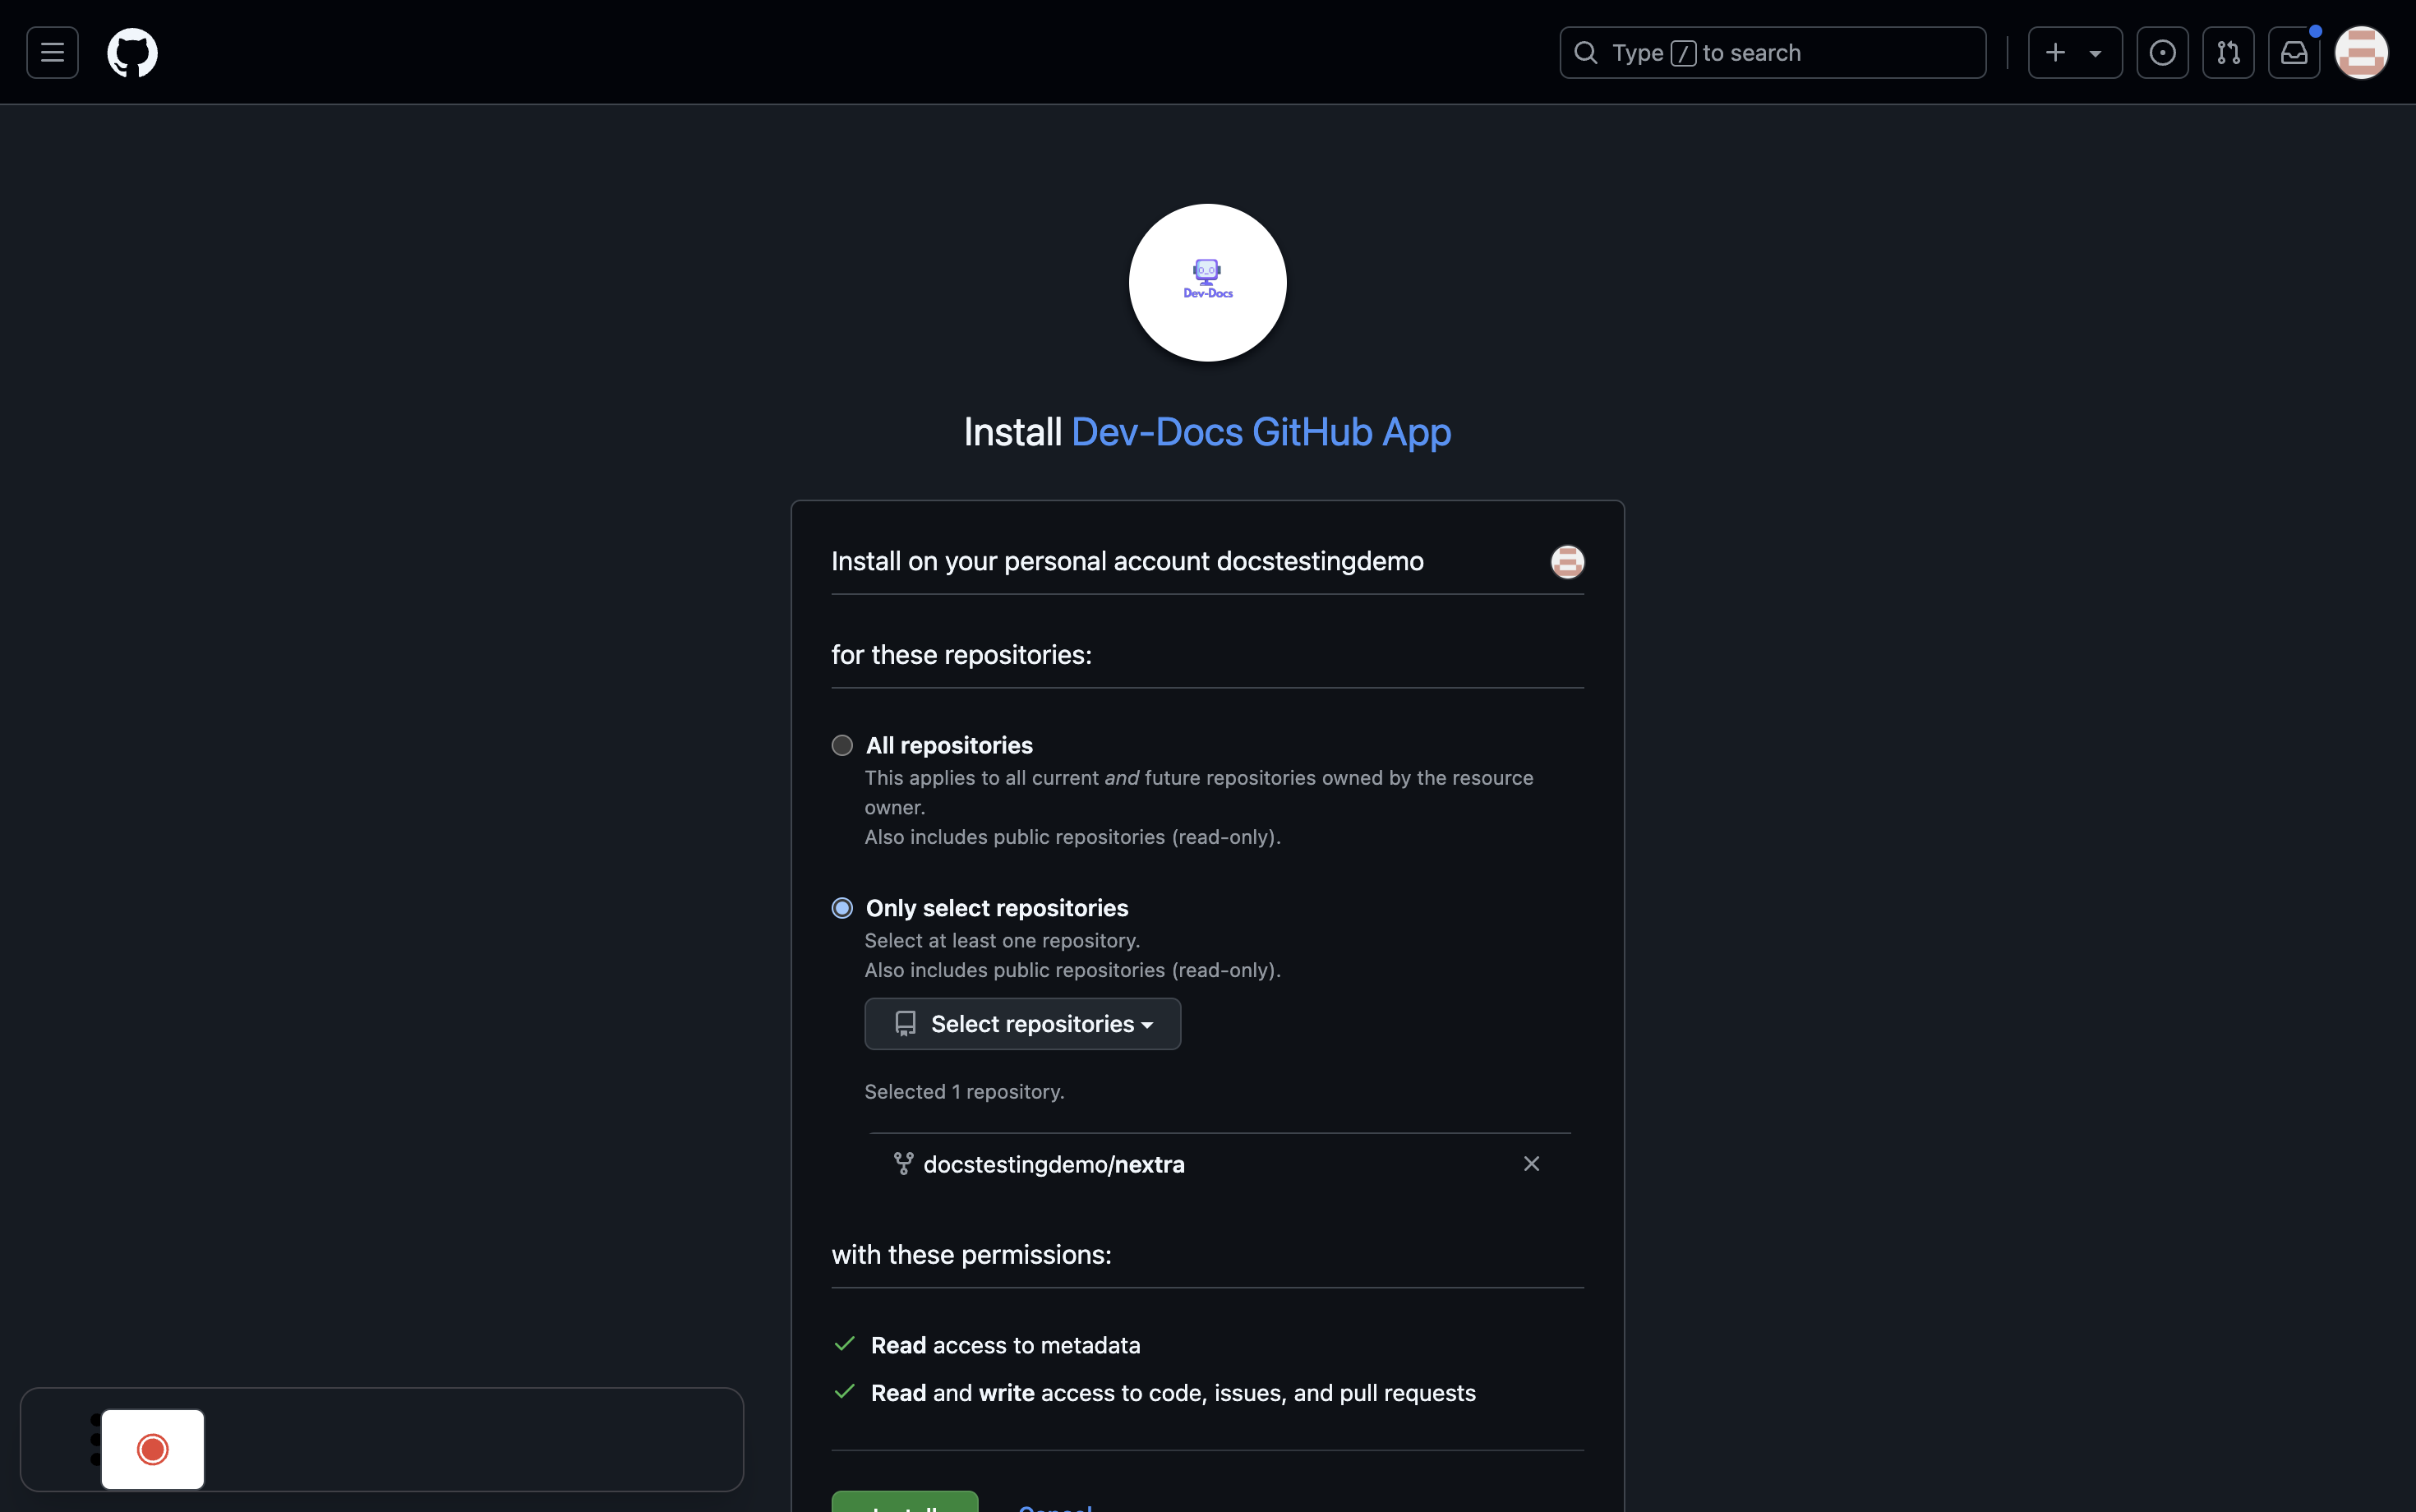 Type / to search
Dev-Docs
Install Dev-Docs GitHub App
Install on your personal account docstestingdemo
for these repositories:
All repositories
This applies to all current and future repositories owned by the resource
owner.
Also includes public repositories (read-only).
Only select repositories
Select at least one repository.
Also includes public repositories (read-only).
Select repositories
Selected 1 repository.
docstestingdemo/nextra
with these permissions:
Read access to metadata
Read and write access to code, issues, and pull requests
Install Cancel